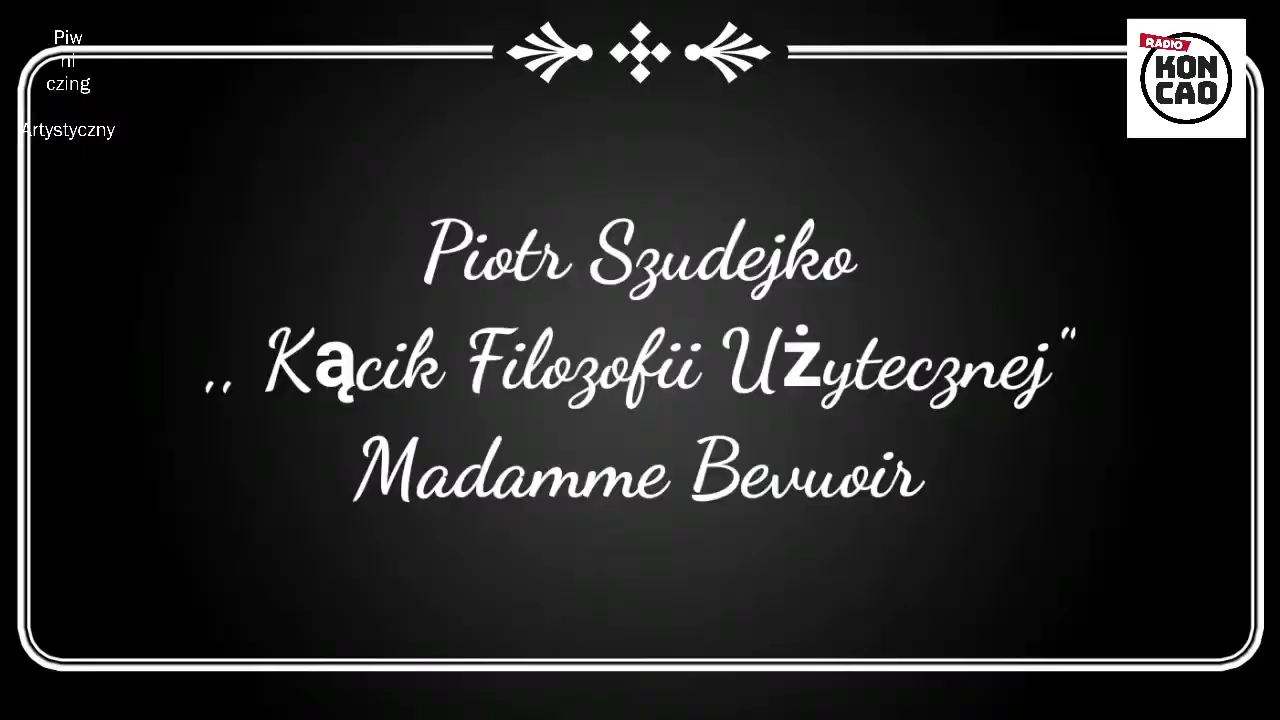 Piw
ni
czing
Artystyczny
RADIO
KON
CAO
Piotr Szudejko
,, Kącik Filozofii Użytecznej"
Madamme Bevuoir